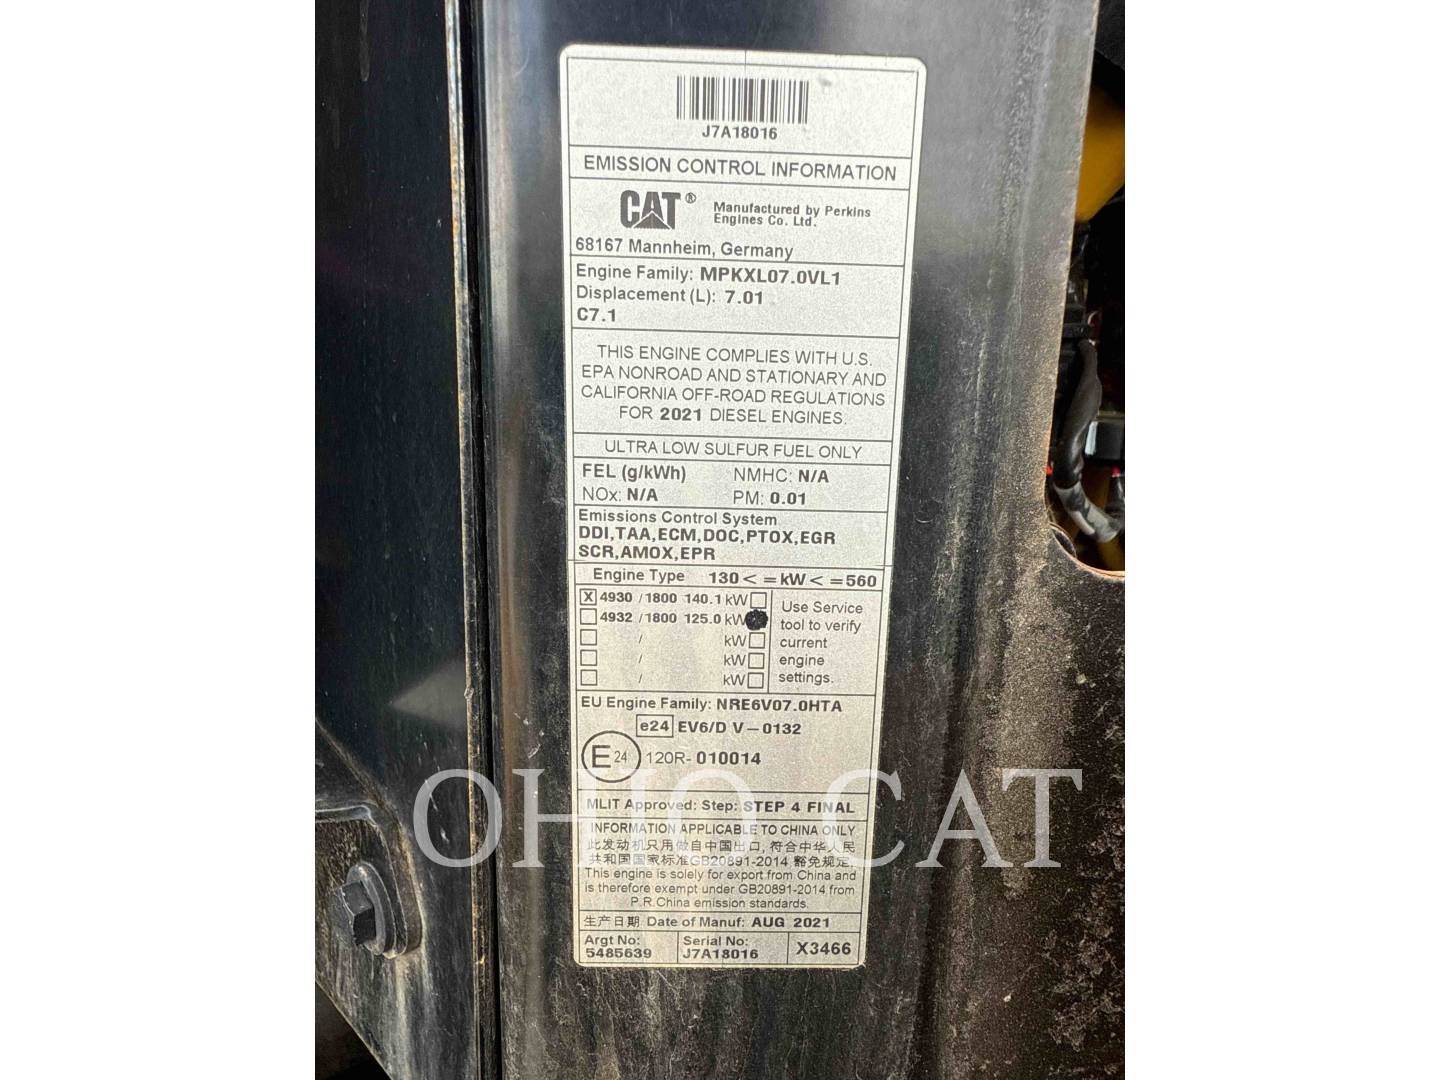 J7A18016
EMISSION CONTROL INFORMATION
CAT® Manufactured by Perkins
Engines Co. Ltd.
68167 Mannheim, Germany
Engine Family: MPKXL07.0VL1
Displacement (L): 7.01
C7.1
THIS ENGINE COMPLIES WITH U.S.
EPA NONROAD AND STATIONARY AND
CALIFORNIA OFF-ROAD REGULATIONS
FOR 2021 DIESEL ENGINES.
ULTRA LOW SULFUR FUEL ONLY
FEL (g/kWh) NMHC: N/A
NOx: N/A PM: 0.01
Emissions Control System
DDI,TAA,ECM,DOC,PTOX,EGR
SCR,AMOX,EPR
Engine Type 130 < =kW < =560
X 4930 /1800 140.1 kW
4932 /1800 125.0 kW
/ kW
/ kW
/ kW
Use Service
tool to verify
current
engine
settings.
EU Engine Family: NRE6V07.0HTA
e24 EV6/D V-0132
E 24 120R-010014
MLIT Approved: Step: STEP 4 FINAL
INFORMATION APPLICABLE TO CHINA ONLY
此发动机只用做自中国出口, 符合中华人民
共和国国家标准GB20891-2014 豁免规定,
This engine is solely for export from China and
is therefore exempt under GB20891-2014 from
P.R.China emission standards.
生产日期 Date of Manuf: AUG 2021
Argt No:
5485639
Serial No:
J7A18016
X3466
OHIO CAT